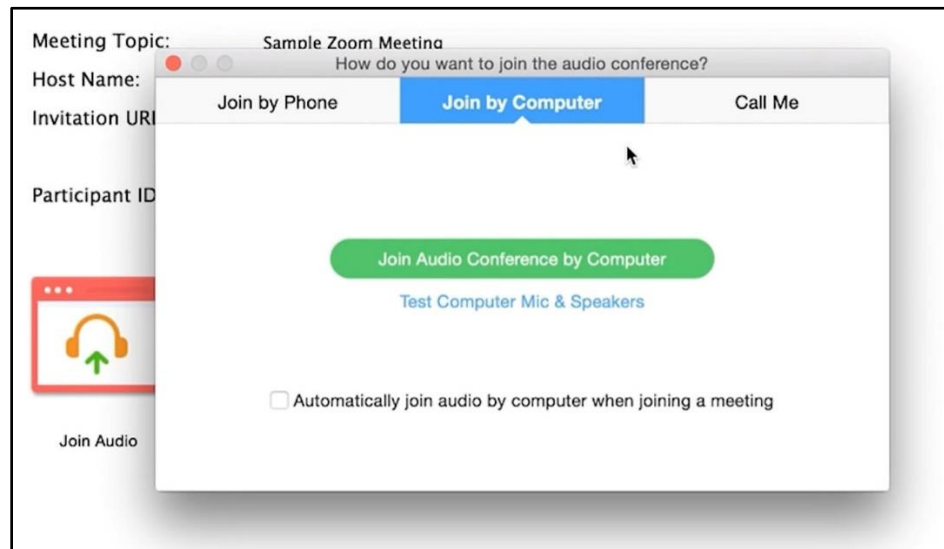 Meeting Topic: Sample Zoom Meeting
How do you want to join the audio conference?
Host Name:
Join by Phone Join by Computer Call Me
Invitation URL
Participant ID
Join Audio Conference by Computer
Test Computer Mic & Speakers
Automatically join audio by computer when joining a meeting
Join Audio